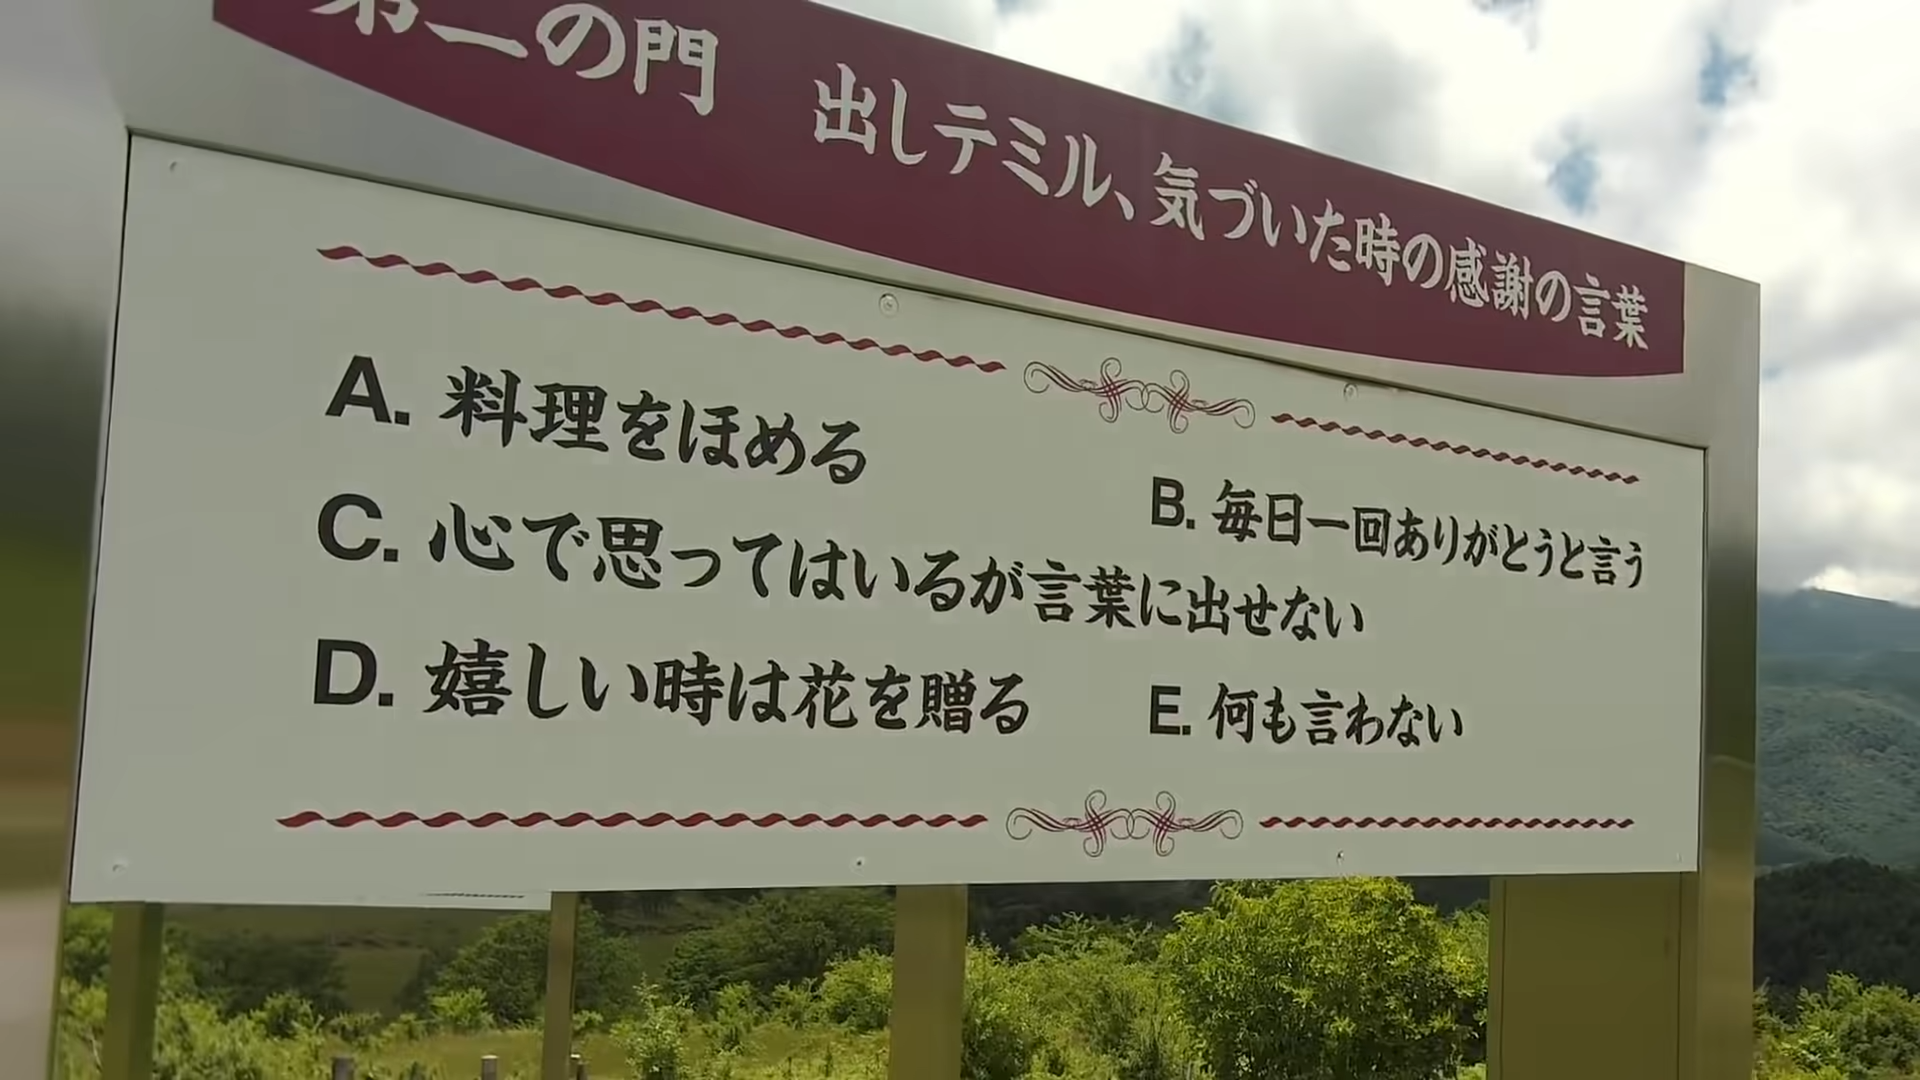 第一の門 出しテミル、気づいた時の感謝の言葉
A. 料理をほめる
B. 毎日一回ありがとうと言う
C. 心で思ってはいるが言葉に出せない
D. 嬉しい時は花を贈る
E. 何も言わない